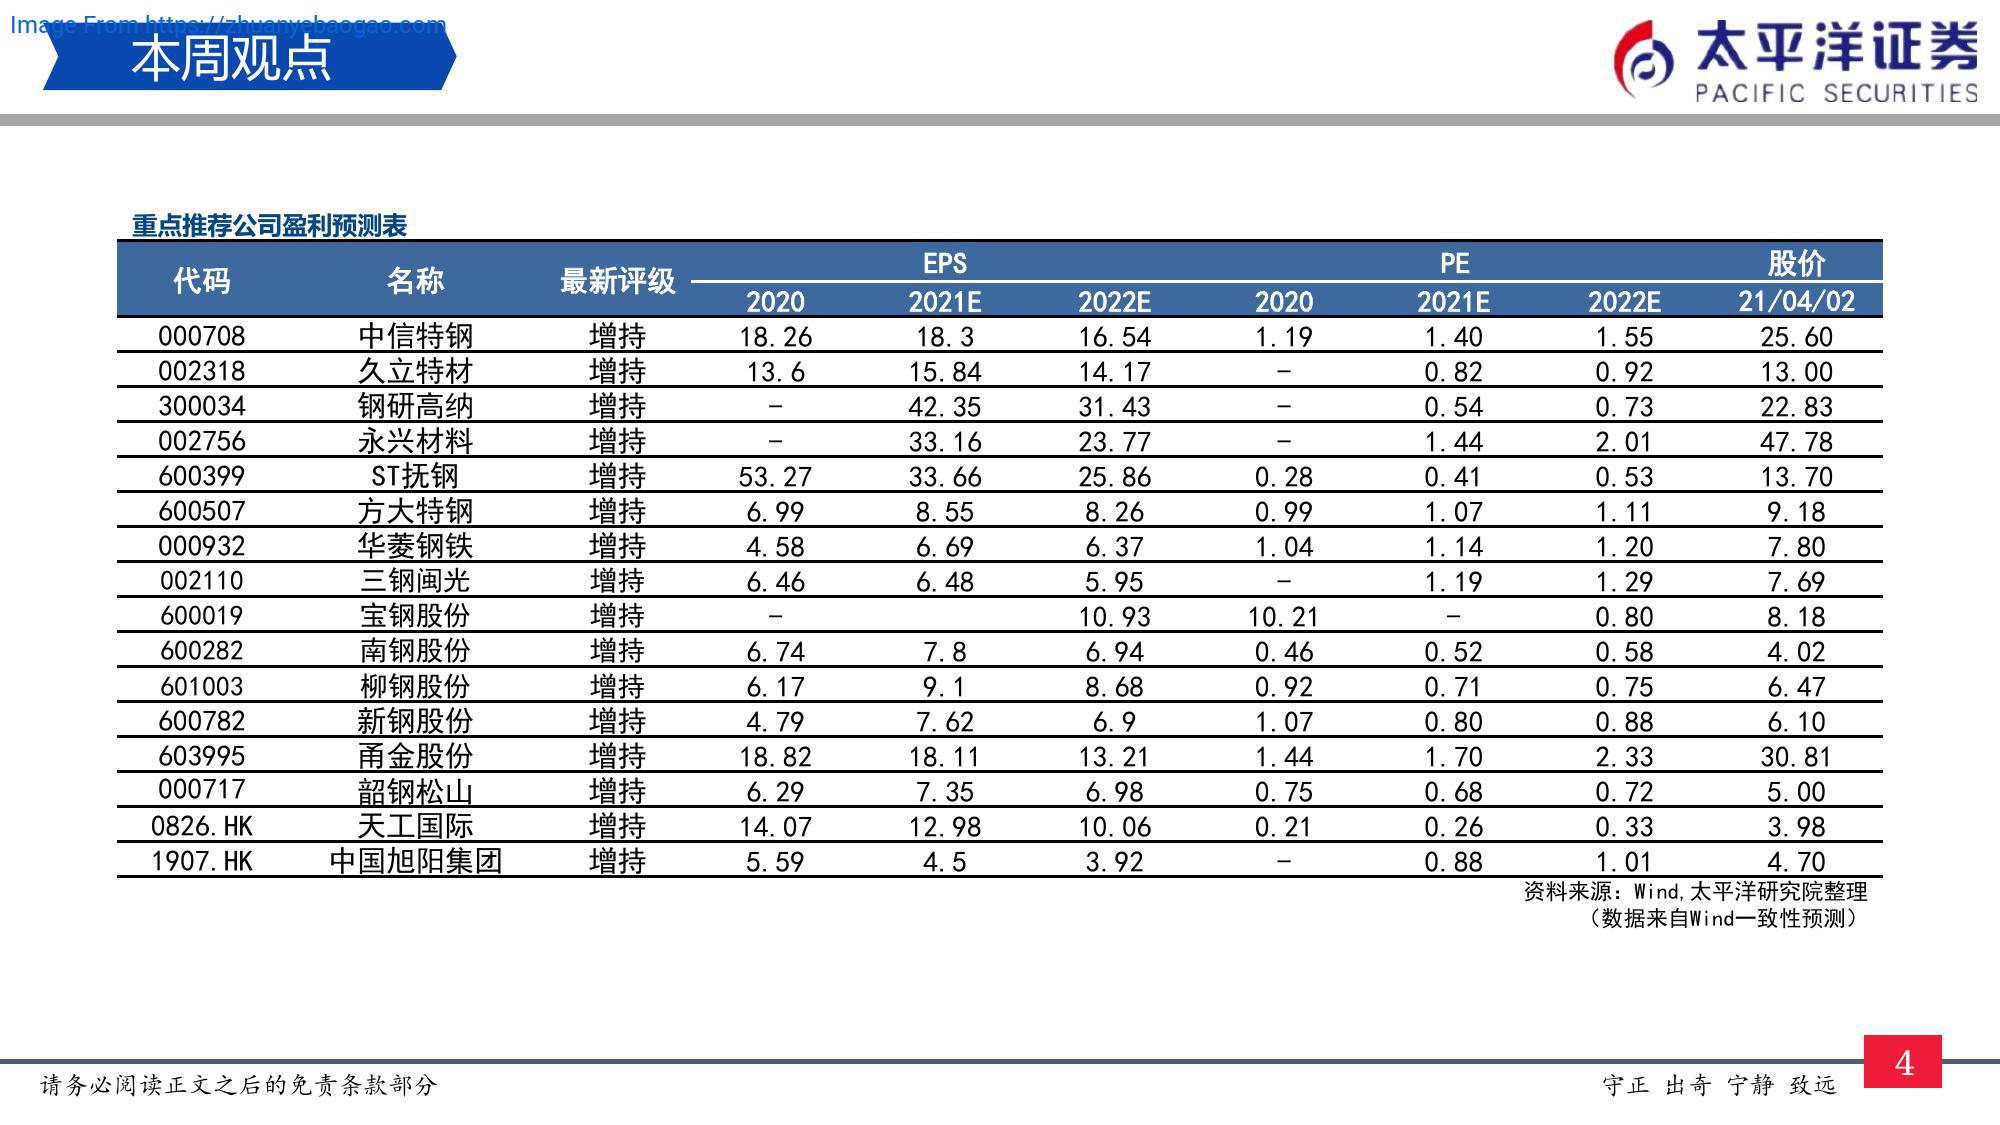 Image From https://zhuanyebaogao.com
本周观点
太平洋证券
PACIFIC SECURITIES
重点推荐公司盈利预测表
代码 名称 最新评级 EPS PE 股价
2020 2021E 2022E 2020 2021E 2022E 21/04/02
000708 中信特钢 增持 18.26 18.3 16.54 1.19 1.40 1.55 25.60
002318 久立特材 增持 13.6 15.84 14.17 - 0.82 0.92 13.00
300034 钢研高纳 增持 - 42.35 31.43 - 0.54 0.73 22.83
002756 永兴材料 增持 - 33.16 23.77 - 1.44 2.01 47.78
600399 ST抚钢 增持 53.27 33.66 25.86 0.28 0.41 0.53 13.70
600507 方大特钢 增持 6.99 8.55 8.26 0.99 1.07 1.11 9.18
000932 华菱钢铁 增持 4.58 6.69 6.37 1.04 1.14 1.20 7.80
002110 三钢闽光 增持 6.46 6.48 5.95 - 1.19 1.29 7.69
600019 宝钢股份 增持 - 10.93 10.21 - 0.80 8.18
600282 南钢股份 增持 6.74 7.8 6.94 0.46 0.52 0.58 4.02
601003 柳钢股份 增持 6.17 9.1 8.68 0.92 0.71 0.75 6.47
600782 新钢股份 增持 4.79 7.62 6.9 1.07 0.80 0.88 6.10
603995 甬金股份 增持 18.82 18.11 13.21 1.44 1.70 2.33 30.81
000717 韶钢松山 增持 6.29 7.35 6.98 0.75 0.68 0.72 5.00
0826.HK 天工国际 增持 14.07 12.98 10.06 0.21 0.26 0.33 3.98
1907.HK 中国旭阳集团 增持 5.59 4.5 3.92 - 0.88 1.01 4.70
资料来源：Wind,太平洋研究院整理
（数据来自Wind一致性预测）
请务必阅读正文之后的免责条款部分
守正 出奇 宁静 致远
4